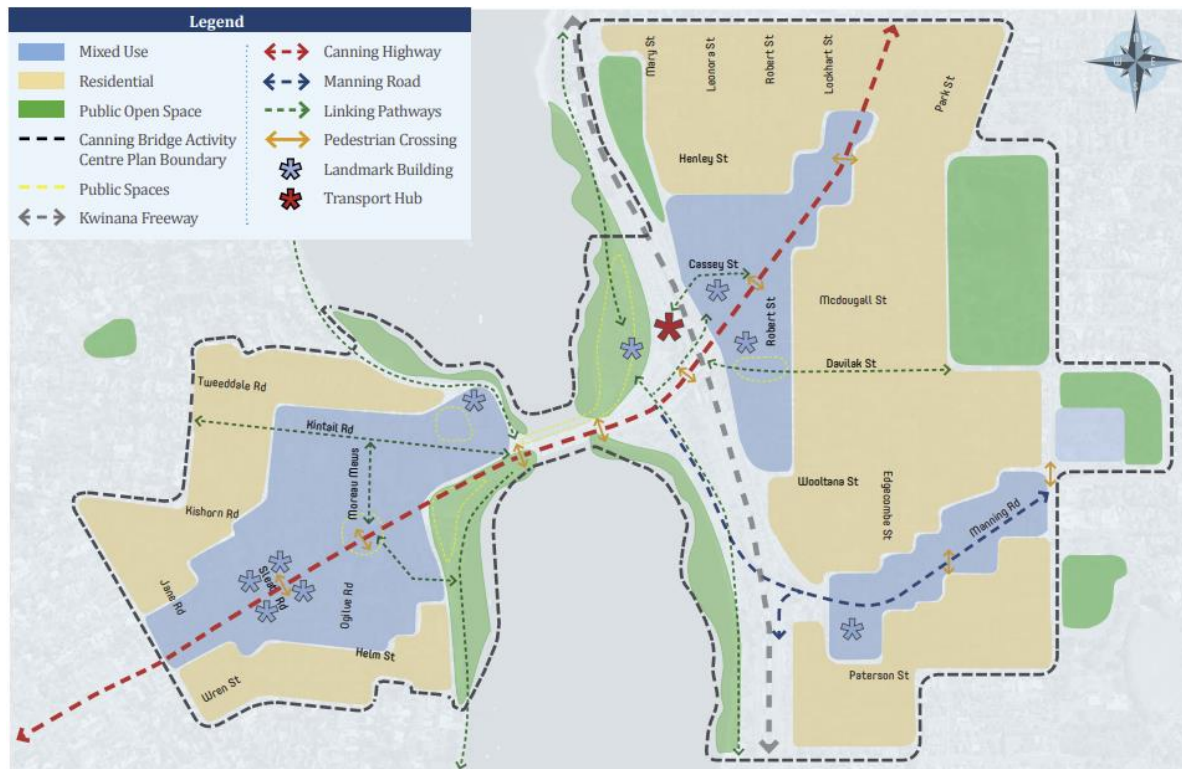 Legend
Mixed Use
Residential
Public Open Space
Canning Bridge Activity
Centre Plan Boundary
Public Spaces
Kwinana Freeway
Canning Highway
Manning Road
Linking Pathways
Pedestrian Crossing
Landmark Building
Transport Hub
N
W
E
S
Mary St
Leonora St
Robert St
Lockhart St
Park St
Henley St
Cassey St
Robert St
Mcdougall St
Davilak St
Tweeddale Rd
Kintail Rd
Moreau Mews
Kishorn Rd
Jane Rd
Ogilve Rd
Helm St
Wren St
Wooltana St
Edgecombe St
Manning Rd
Paterson St